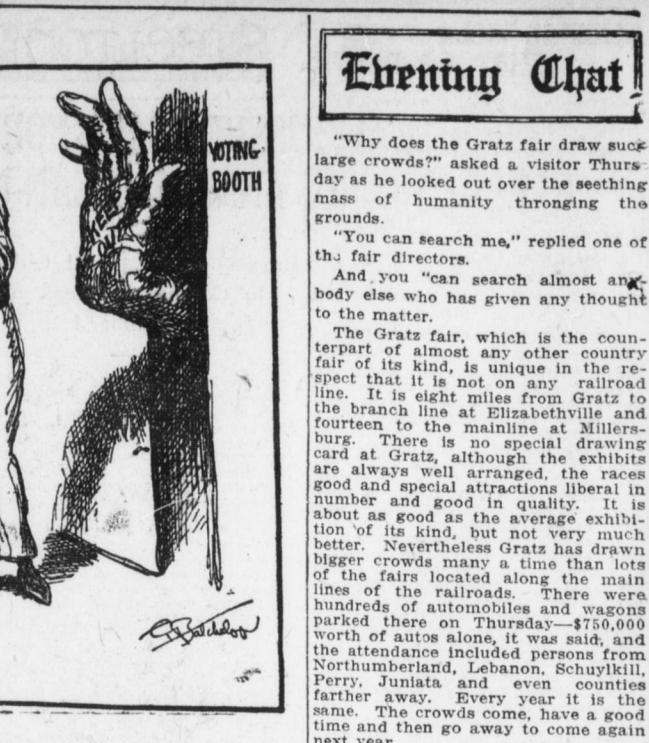 VOTING
BOOTH
C. Batchelor
Evening Chat
"Why does the Gratz fair draw such
large crowds?" asked a visitor Thurs-
day as he looked out over the seething
mass of humanity thronging the
grounds.
"You can search me," replied one of
the fair directors.
And you "can search almost any-
body else who has given any thought
to the matter.
The Gratz fair, which is the coun-
terpart of almost any other country
fair of its kind, is unique in the re-
spect that it is not on any railroad
line. It is eight miles from Gratz to
the branch line at Elizabethville and
fourteen to the mainline at Millers-
burg. There is no special drawing
card at Gratz, although the exhibits
are always well arranged, the races
good and special attractions liberal in
number and good in quality. It is
about as good as the average exhibi-
tion of its kind, but not very much
better. Nevertheless Gratz has drawn
bigger crowds many a time than lots
of the fairs located along the main
lines of the railroads. There were
hundreds of automobiles and wagons
parked there on Thursday—$750,000
worth of autos alone, it was said, and
the attendance included persons from
Northumberland, Lebanon, Schuylkill,
Perry, Juniata and even counties
farther away. Every year it is the
same. The crowds come, have a good
time and then go away to come again
next year.